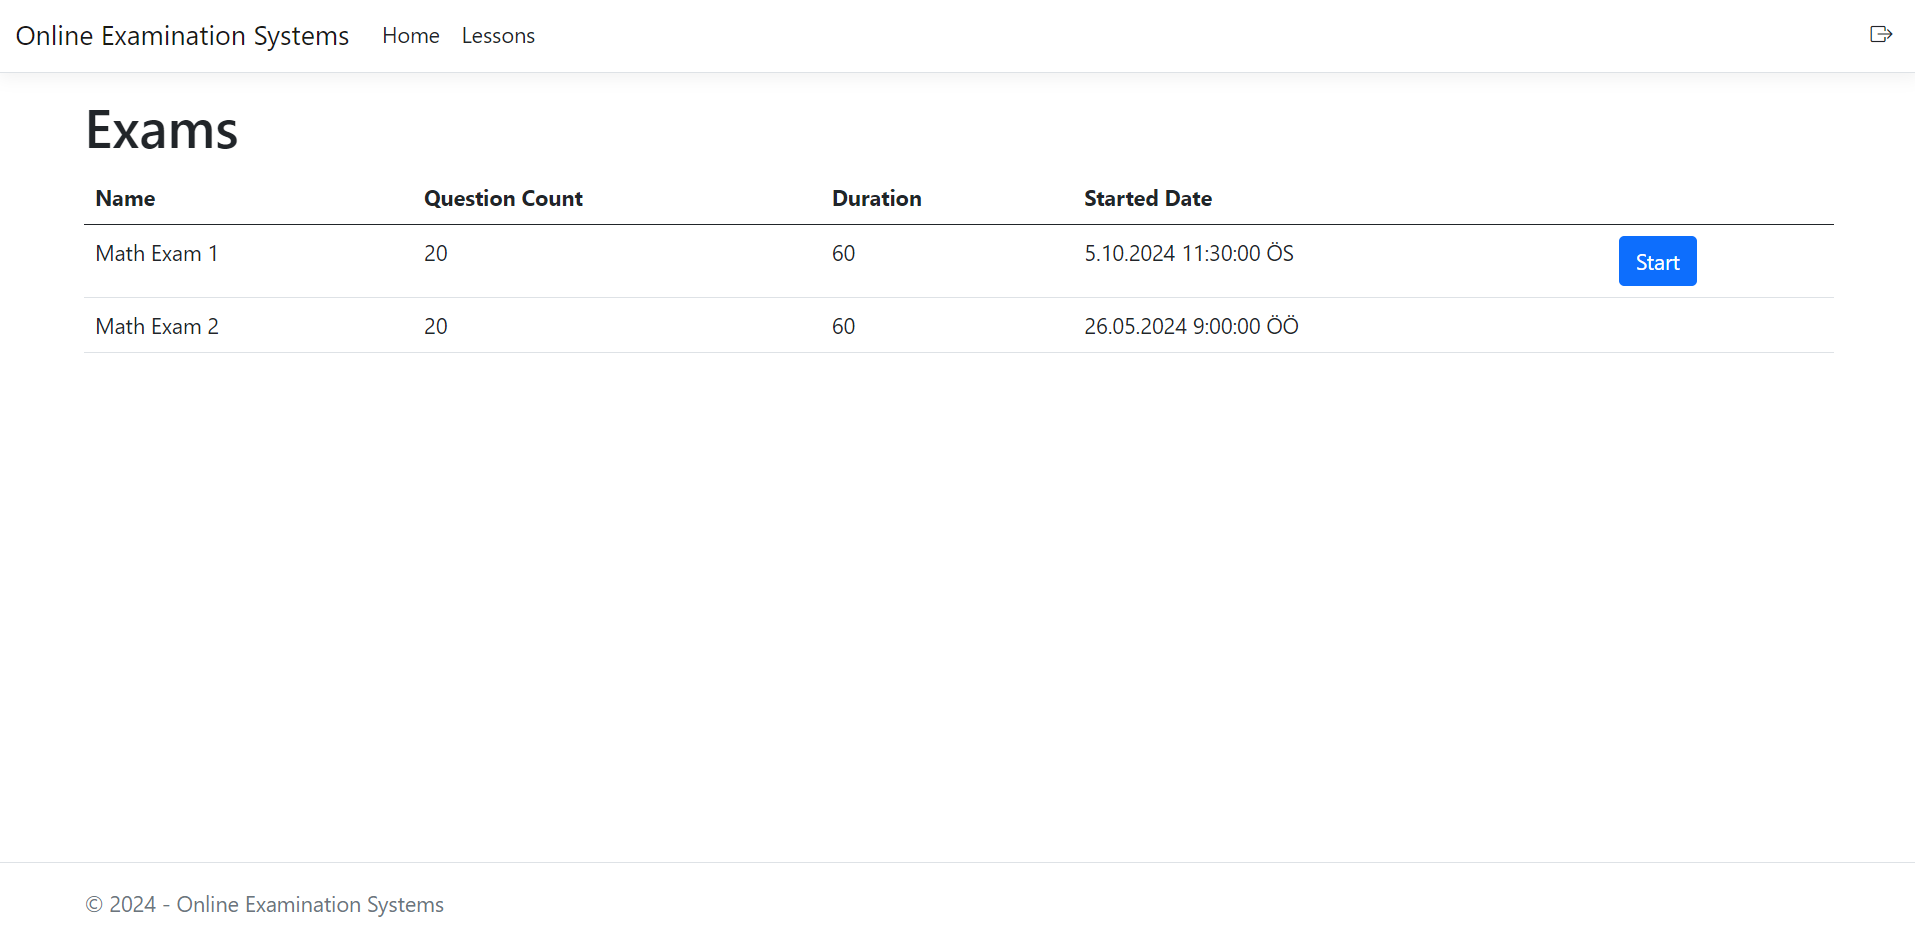 Online Examination Systems Home Lessons
Exams
Name Question Count Duration Started Date
Math Exam 1 20 60 5.10.2024 11:30:00 ÖS Start
Math Exam 2 20 60 26.05.2024 9:00:00 ÖÖ
© 2024 - Online Examination Systems